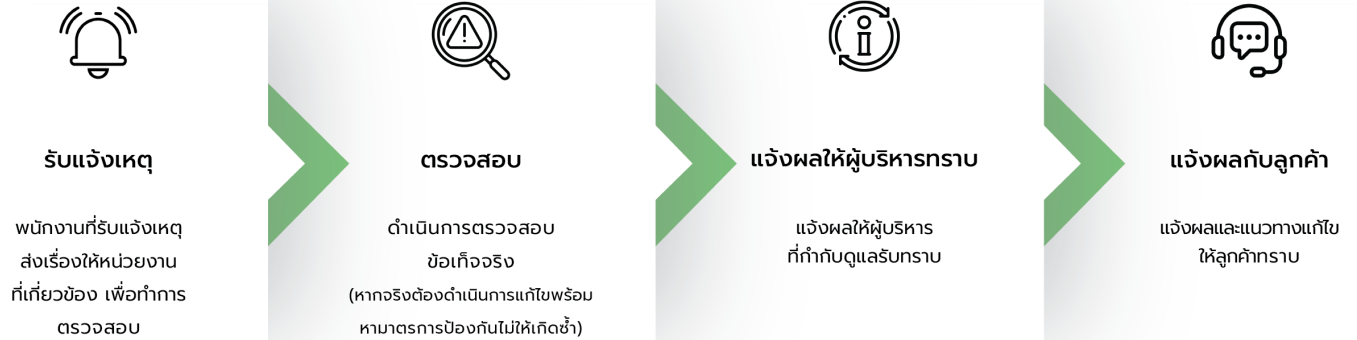 รับแจ้งเหตุ
พนักงานที่รับแจ้งเหตุ
ส่งเรื่องให้หน่วยงาน
ที่เกี่ยวข้อง เพื่อทำการ
ตรวจสอบ
ตรวจสอบ
ดำเนินการตรวจสอบ
ข้อเท็จจริง
(หากจริงต้องดำเนินการแก้ไขพร้อม
หามาตรการป้องกันไม่ให้เกิดซ้ำ)
แจ้งผลให้ผู้บริหารทราบ
แจ้งผลให้ผู้บริหาร
ที่กำกับดูแลรับทราบ
แจ้งผลกับลูกค้า
แจ้งผลและแนวทางแก้ไข
ให้ลูกค้าทราบ